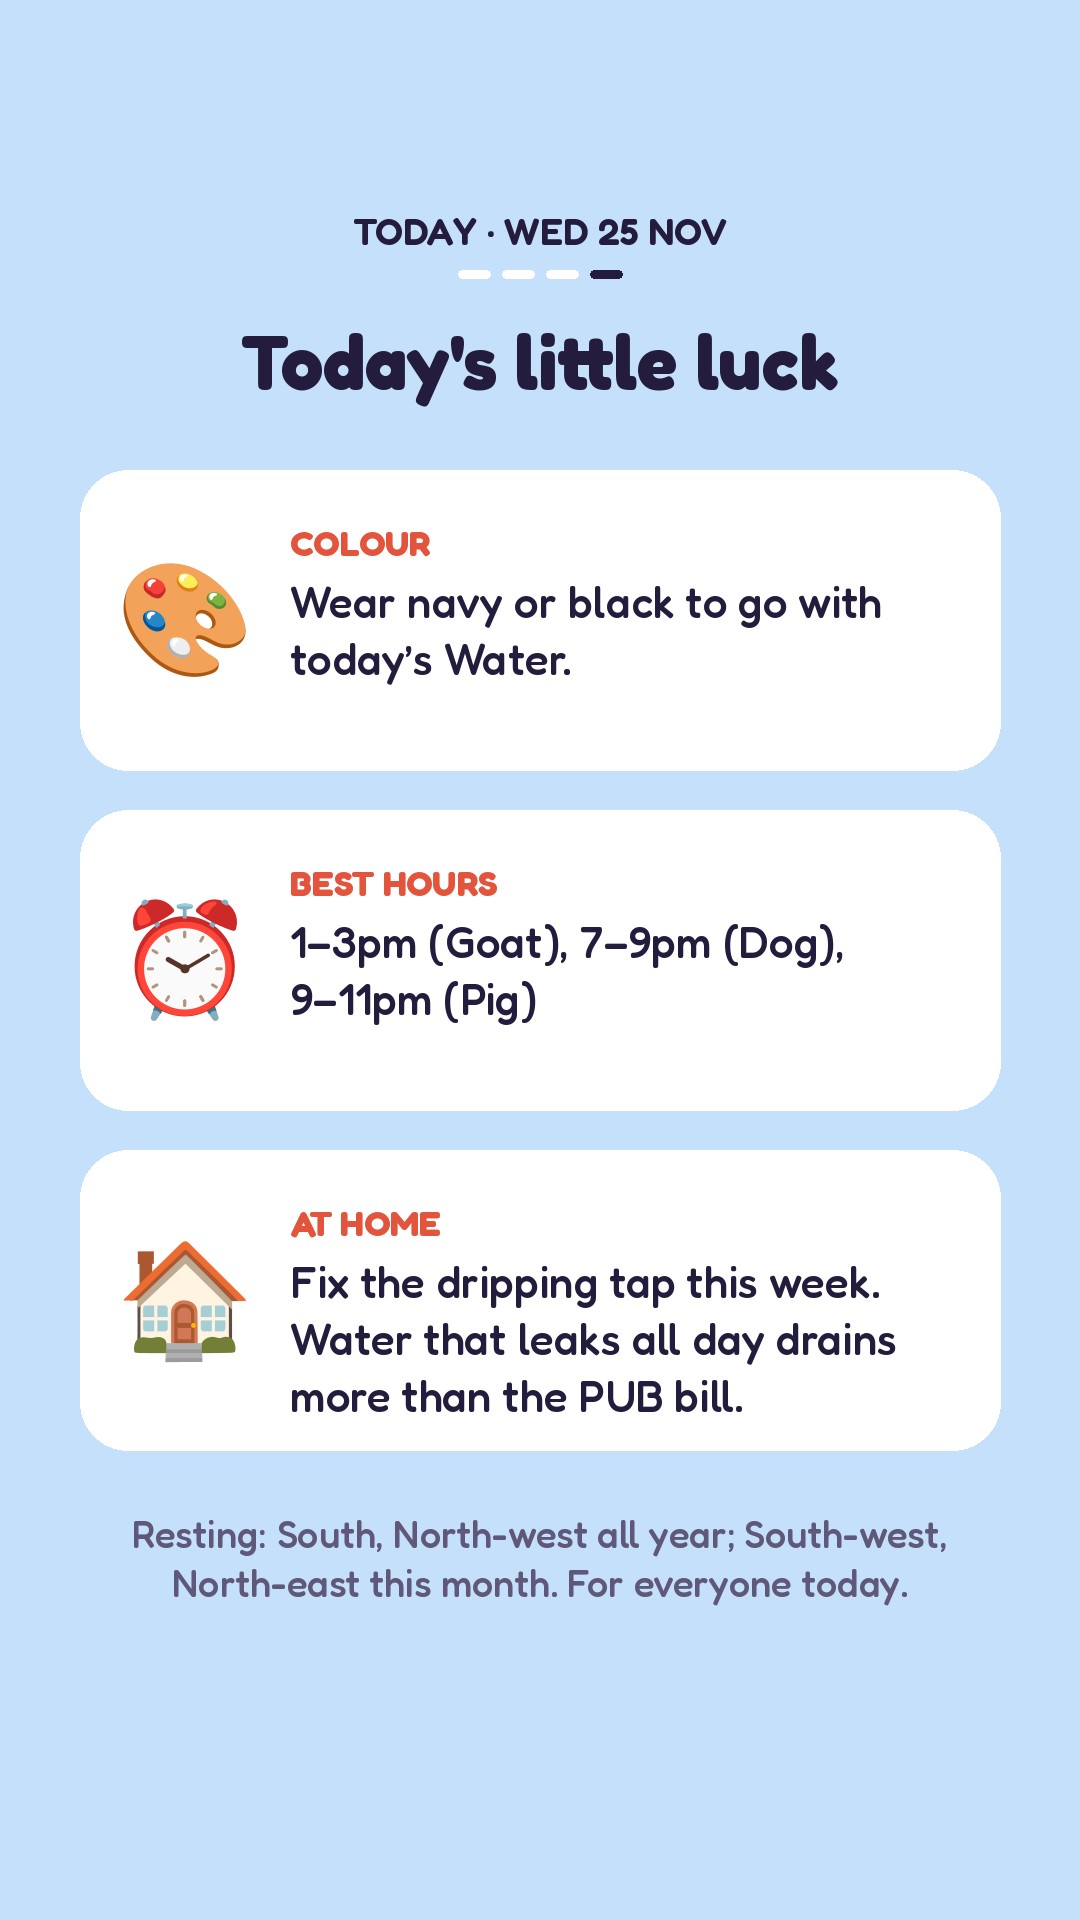 TODAY · WED 25 NOV
Today's little luck
COLOUR
Wear navy or black to go with
today’s Water.
BEST HOURS
1–3pm (Goat), 7–9pm (Dog),
9–11pm (Pig)
AT HOME
Fix the dripping tap this week.
Water that leaks all day drains
more than the PUB bill.
Resting: South, North-west all year; South-west,
North-east this month. For everyone today.